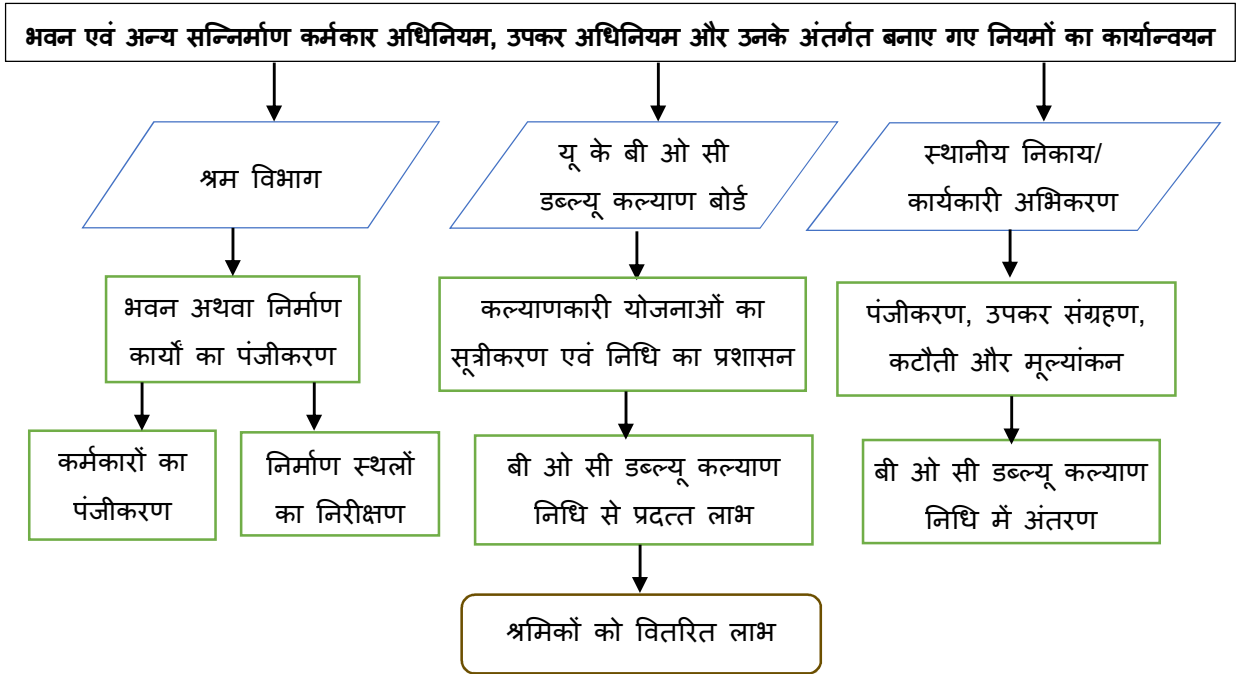 भवन एवं अन्य सन्निर्माण कर्मकार अधिनियम, उपकर अधिनियम और उनके अंतर्गत बनाए गए नियमों का कार्यान्वयन
श्रम विभाग
यू के बी ओ सी
डब्ल्यू कल्याण बोर्ड
स्थानीय निकाय/
कार्यकारी अभिकरण
भवन अथवा निर्माण
कार्यों का पंजीकरण
कल्याणकारी योजनाओं का
सूत्रीकरण एवं निधि का प्रशासन
पंजीकरण, उपकर संग्रहण,
कटौती और मूल्यांकन
कर्मकारों का
पंजीकरण
निर्माण स्थलों
का निरीक्षण
बी ओ सी डब्ल्यू कल्याण
निधि से प्रदत्त लाभ
बी ओ सी डब्ल्यू कल्याण
निधि में अंतरण
श्रमिकों को वितरित लाभ